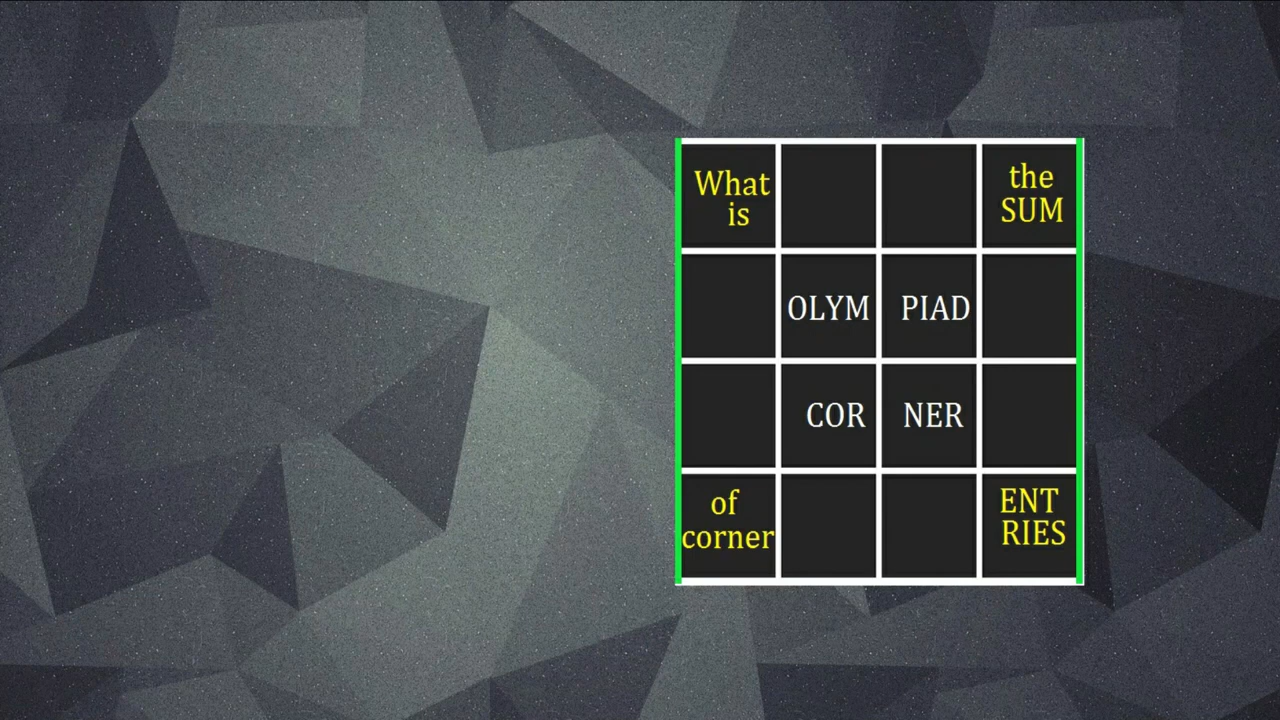 What
is
the
SUM
OLYM PIAD
COR NER
of
corner
ENT
RIES